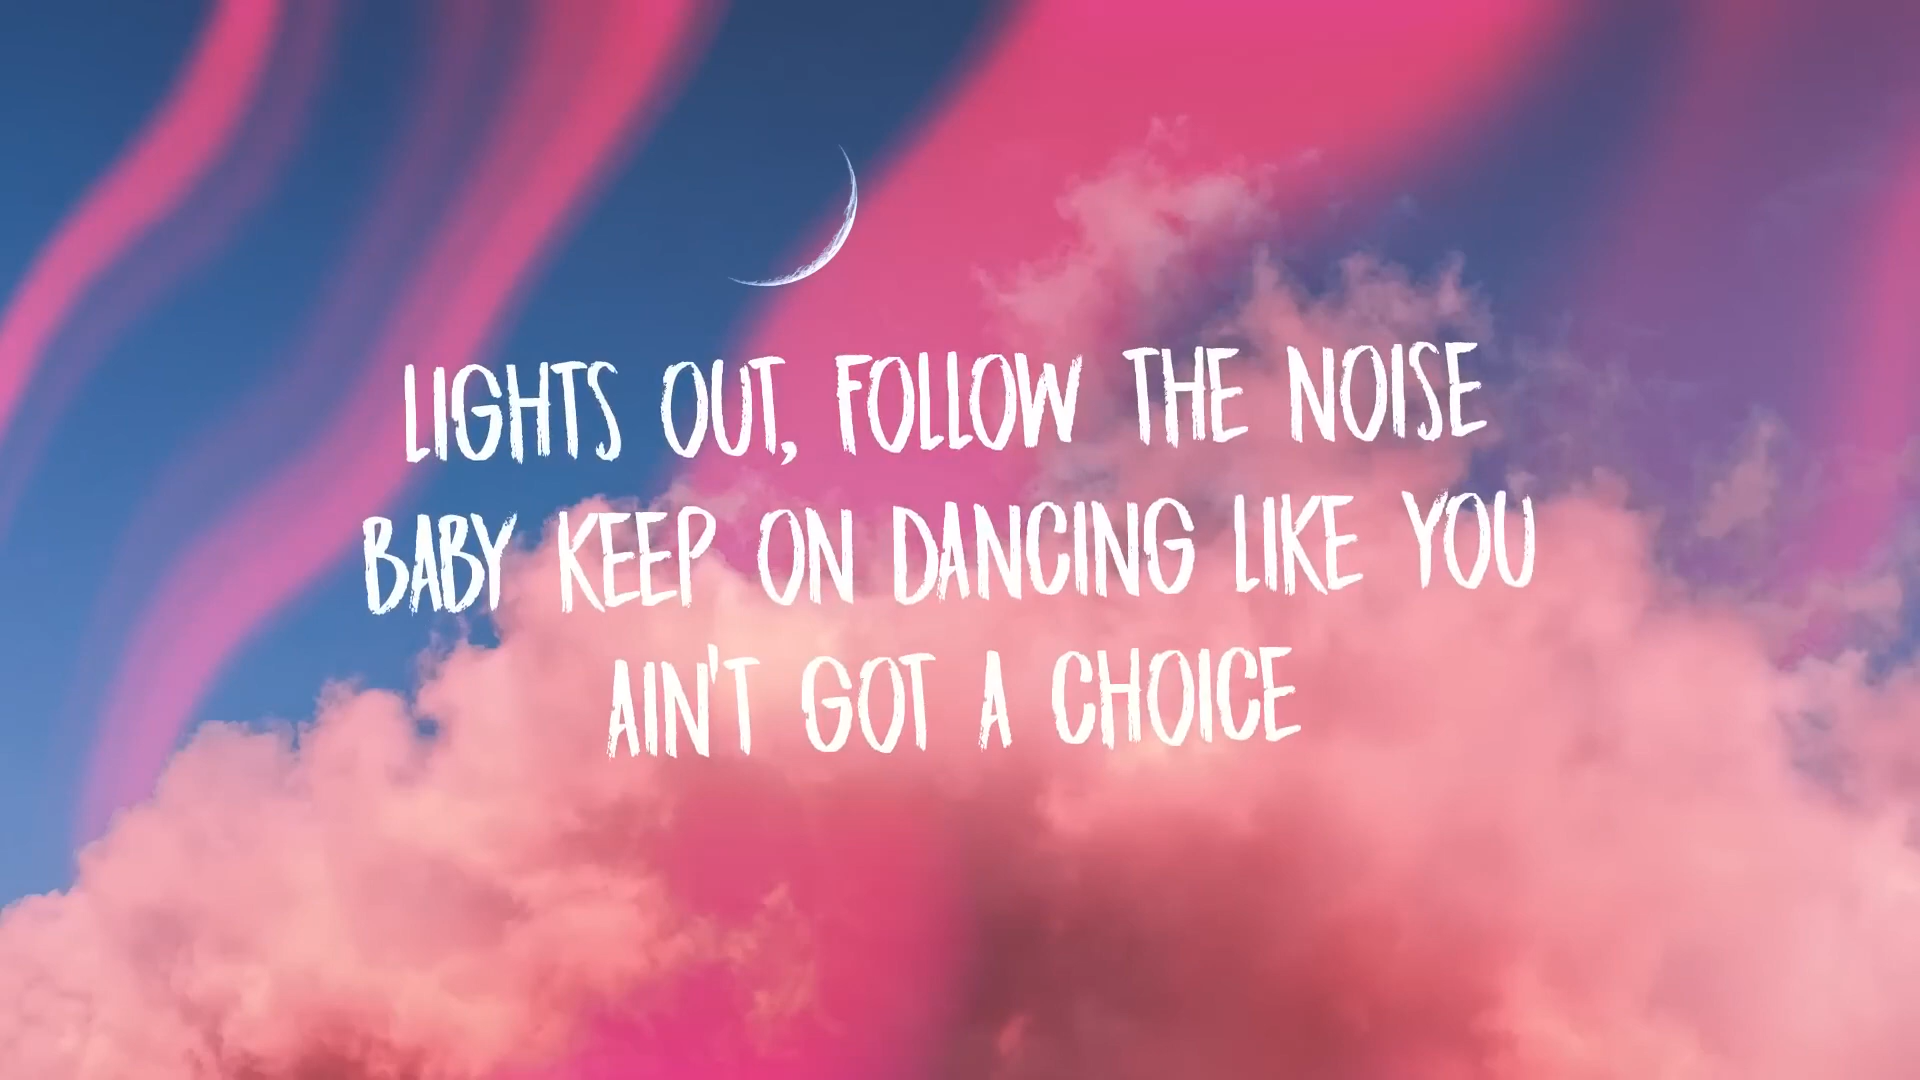 LIGHTS OUT, FOLLOW THE NOISE
BABY KEEP ON DANCING LIKE YOU
AIN'T GOT A CHOICE